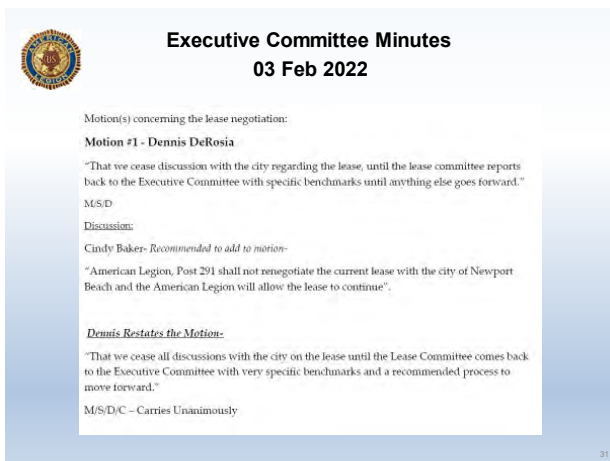 Executive Committee Minutes
03 Feb 2022
AMERICAN
US
LEGION
Motion(s) concerning the lease negotiation:
Motion #1 - Dennis DeRosia
"That we cease discussion with the city regarding the lease, until the lease committee reports
back to the Executive Committee with specific benchmarks until anything else goes forward."
M/S/D
Discussion:
Cindy Baker- Recommended to add to motion-
"American Legion, Post 291 shall not renegotiate the current lease with the city of Newport
Beach and the American Legion will allow the lease to continue".
Dennis Restates the Motion-
"That we cease all discussions with the city on the lease until the Lease Committee comes back
to the Executive Committee with very specific benchmarks and a recommended process to
move forward."
M/S/D/C – Carries Unanimously
31